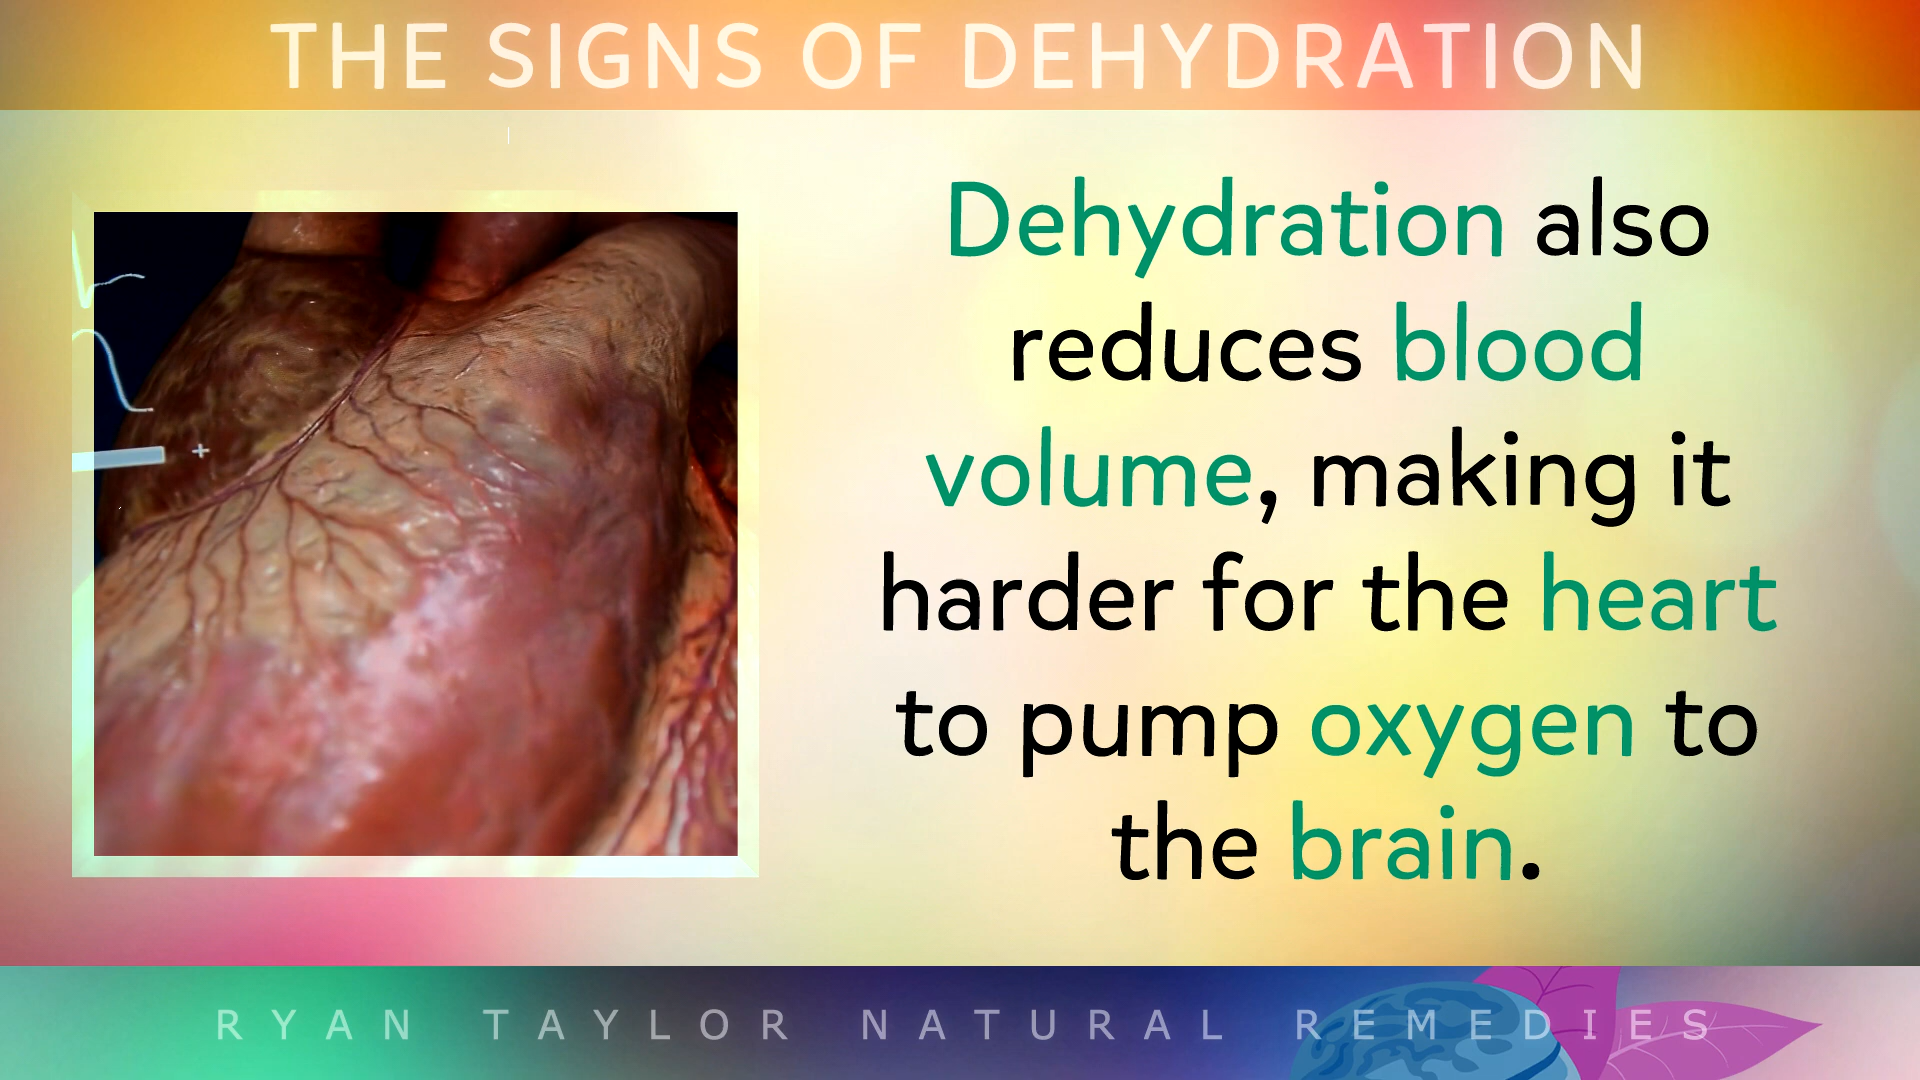 THE SIGNS OF DEHYDRATION
Dehydration also
reduces blood
volume, making it
harder for the heart
to pump oxygen to
the brain.
RYAN TAYLOR NATURAL REMEDIES